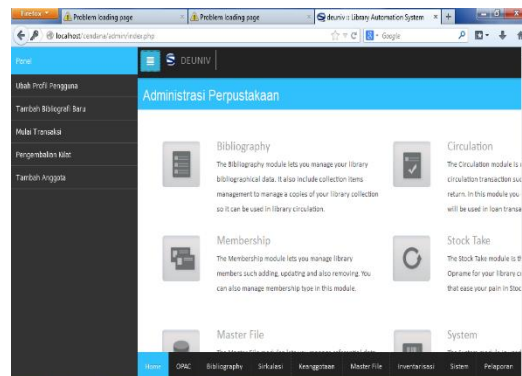 Firefox
Problem loading page
Problem loading page
deuniv :: Library Automation System
localhost/cendana/admin/index.php
Google
Panel
DEUNIV
Ubah Profil Pengguna
Tambah Bibliografi Baru
Mulai Transaksi
Pengembalian Kilat
Tambah Anggota
Administrasi Perpustakaan
Bibliography
The Bibliography module lets you manage your library
bibliographical data. It also include collection items
management to manage a copies of your library collection
so it can be used in library circulation.
Circulation
The Circulation module is
circulation transaction suc
return. In this module you
will be used in loan transa
Membership
The Membership module lets you manage library
members such adding, updating and also removing. You
can also manage membership type in this module.
Stock Take
The Stock Take module is th
Opname for your library co
that ease your pain in Stoc
Master File
System
Home OPAC Bibliography Sirkulasi Keanggotaan Master File Inventarisasi Sistem Pelaporan